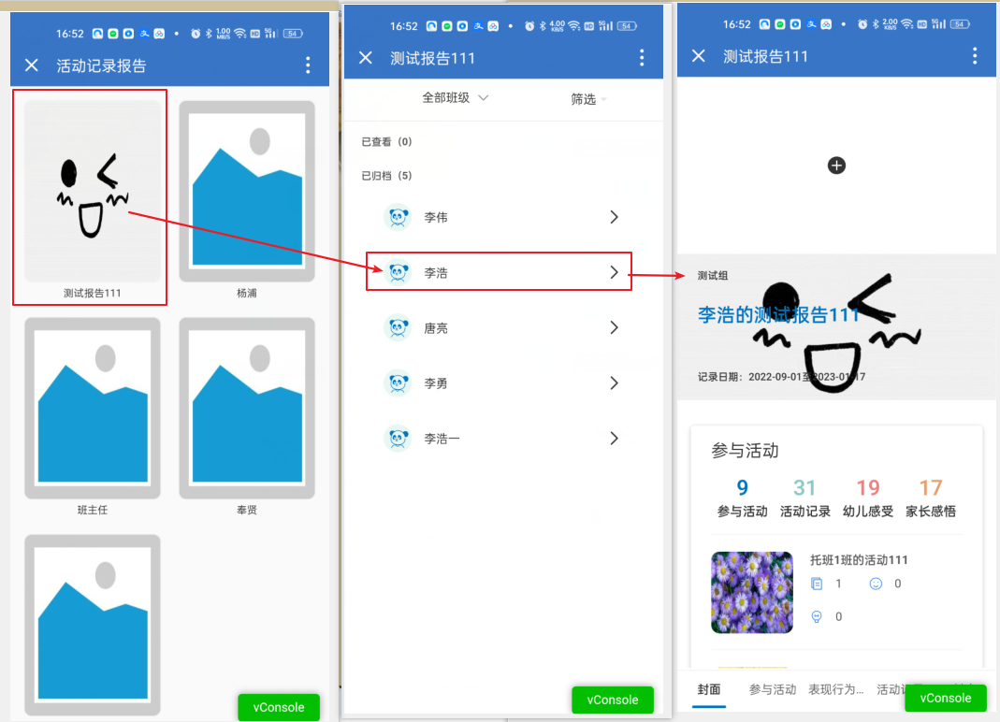 16:52
1.00
MB/S
HD
5G
54
活动记录报告
测试报告111
杨浦
班主任
奉贤
vConsole
16:52
4.00
KB/S
HD
5G
54
测试报告111
全部班级
筛选
已查看（0）
已归档（5）
李伟
李浩
唐亮
李勇
李浩一
vConsole
16:52
2.00
KB/S
HD
5G
54
测试报告111
测试组
李浩的测试报告111
记录日期：2022-09-01至2023-01-17
参与活动
9 31 19 17
参与活动 活动记录 幼儿感受 家长感悟
托班1班的活动111
1 0
0
封面 参与活动 表现行为... 活动
vConsole